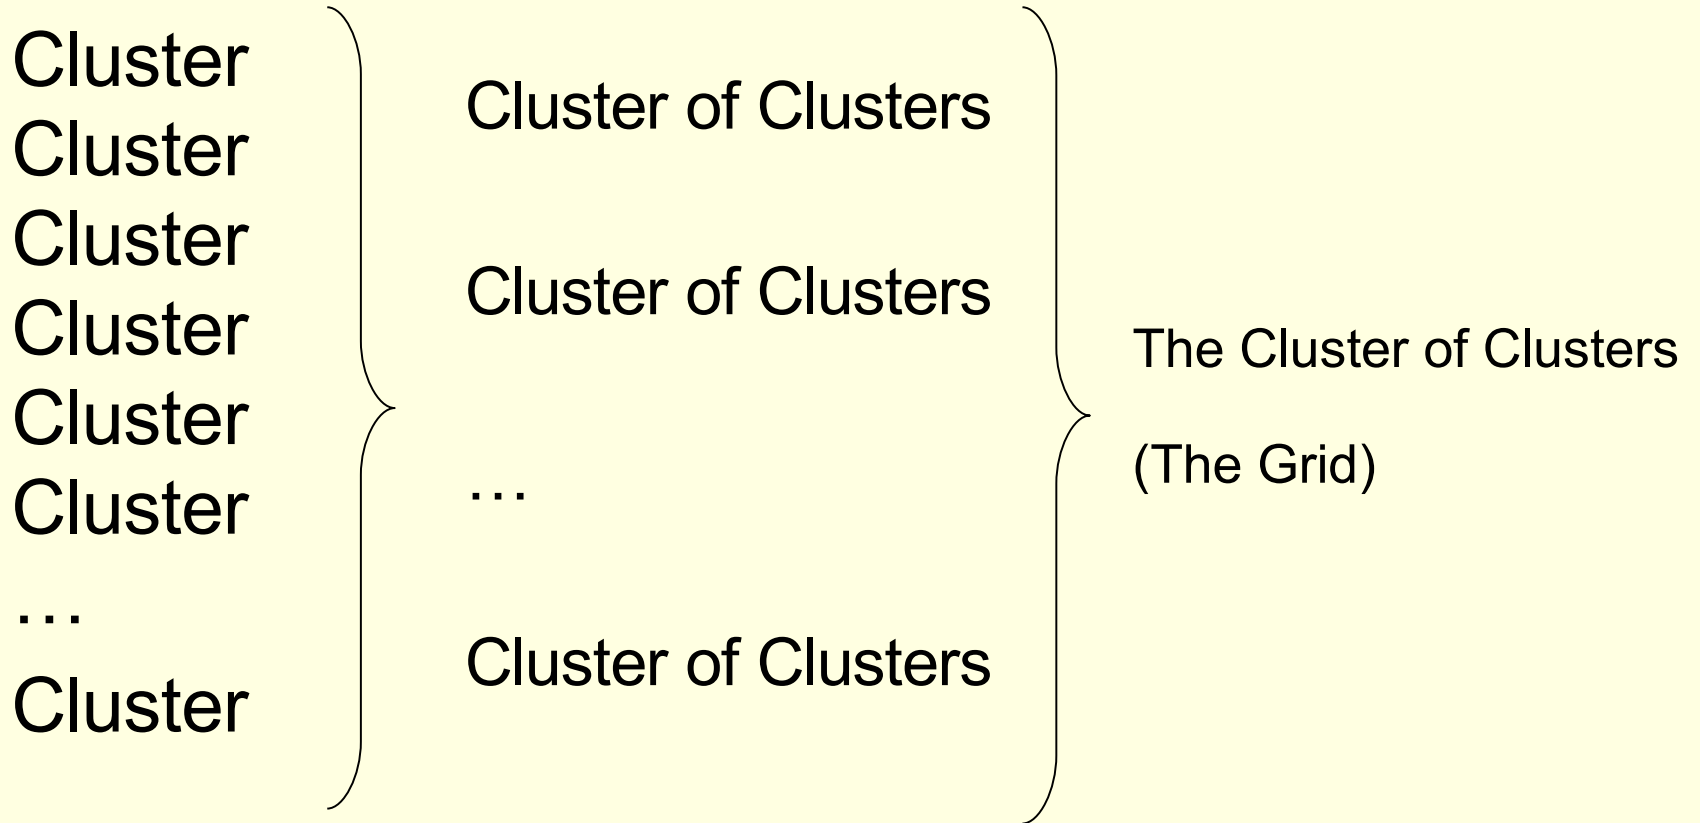 Cluster
Cluster
Cluster
Cluster
Cluster
Cluster
…
Cluster
Cluster of Clusters
Cluster of Clusters
…
Cluster of Clusters
The Cluster of Clusters
(The Grid)